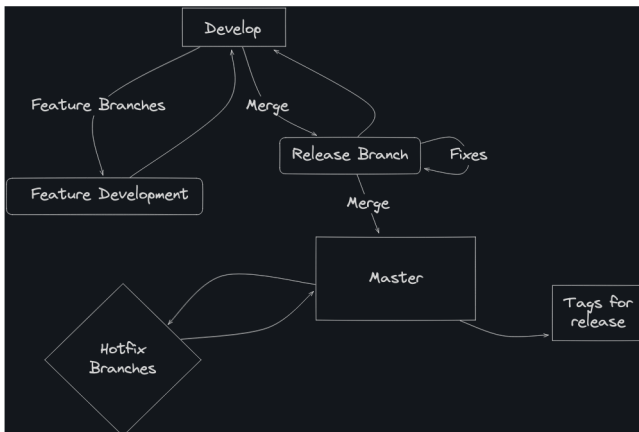 Develop
Feature Branches
Merge
Release Branch
Fixes
Feature Development
Merge
Master
Tags for
release
Hotfix
Branches